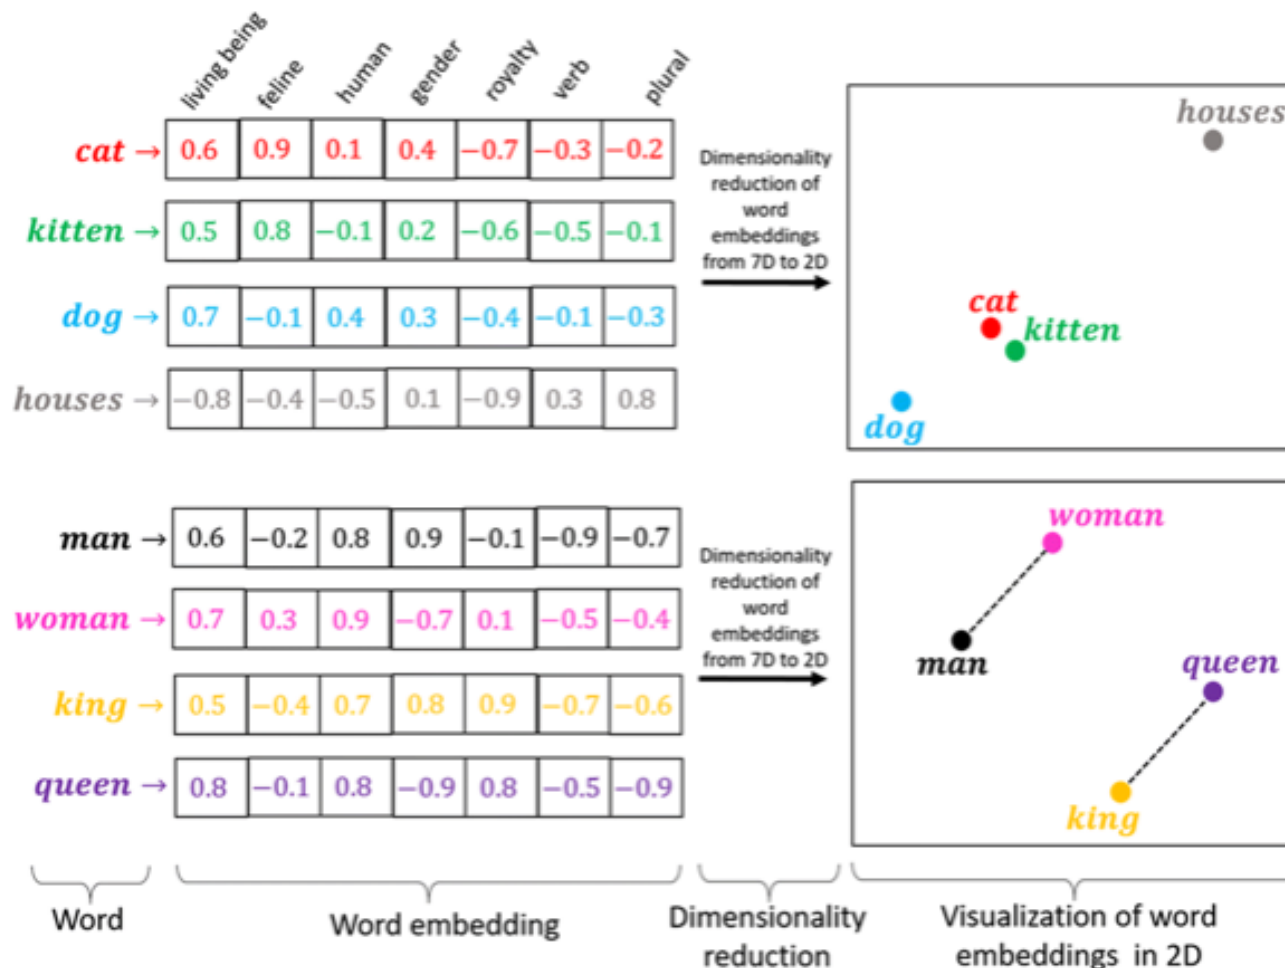 living being feline human gender royalty verb plural
cat → 0.6 0.9 0.1 0.4 −0.7 −0.3 −0.2
kitten → 0.5 0.8 −0.1 0.2 −0.6 −0.5 −0.1
dog → 0.7 −0.1 0.4 0.3 −0.4 −0.1 −0.3
houses → −0.8 −0.4 −0.5 0.1 −0.9 0.3 0.8
Dimensionality
reduction of
word
embeddings
from 7D to 2D
houses
cat
kitten
dog
man → 0.6 −0.2 0.8 0.9 −0.1 −0.9 −0.7
woman → 0.7 0.3 0.9 −0.7 0.1 −0.5 −0.4
king → 0.5 −0.4 0.7 0.8 0.9 −0.7 −0.6
queen → 0.8 −0.1 0.8 −0.9 0.8 −0.5 −0.9
Dimensionality
reduction of
word
embeddings
from 7D to 2D
woman
man
queen
king
Word
Word embedding
Dimensionality
reduction
Visualization of word
embeddings in 2D